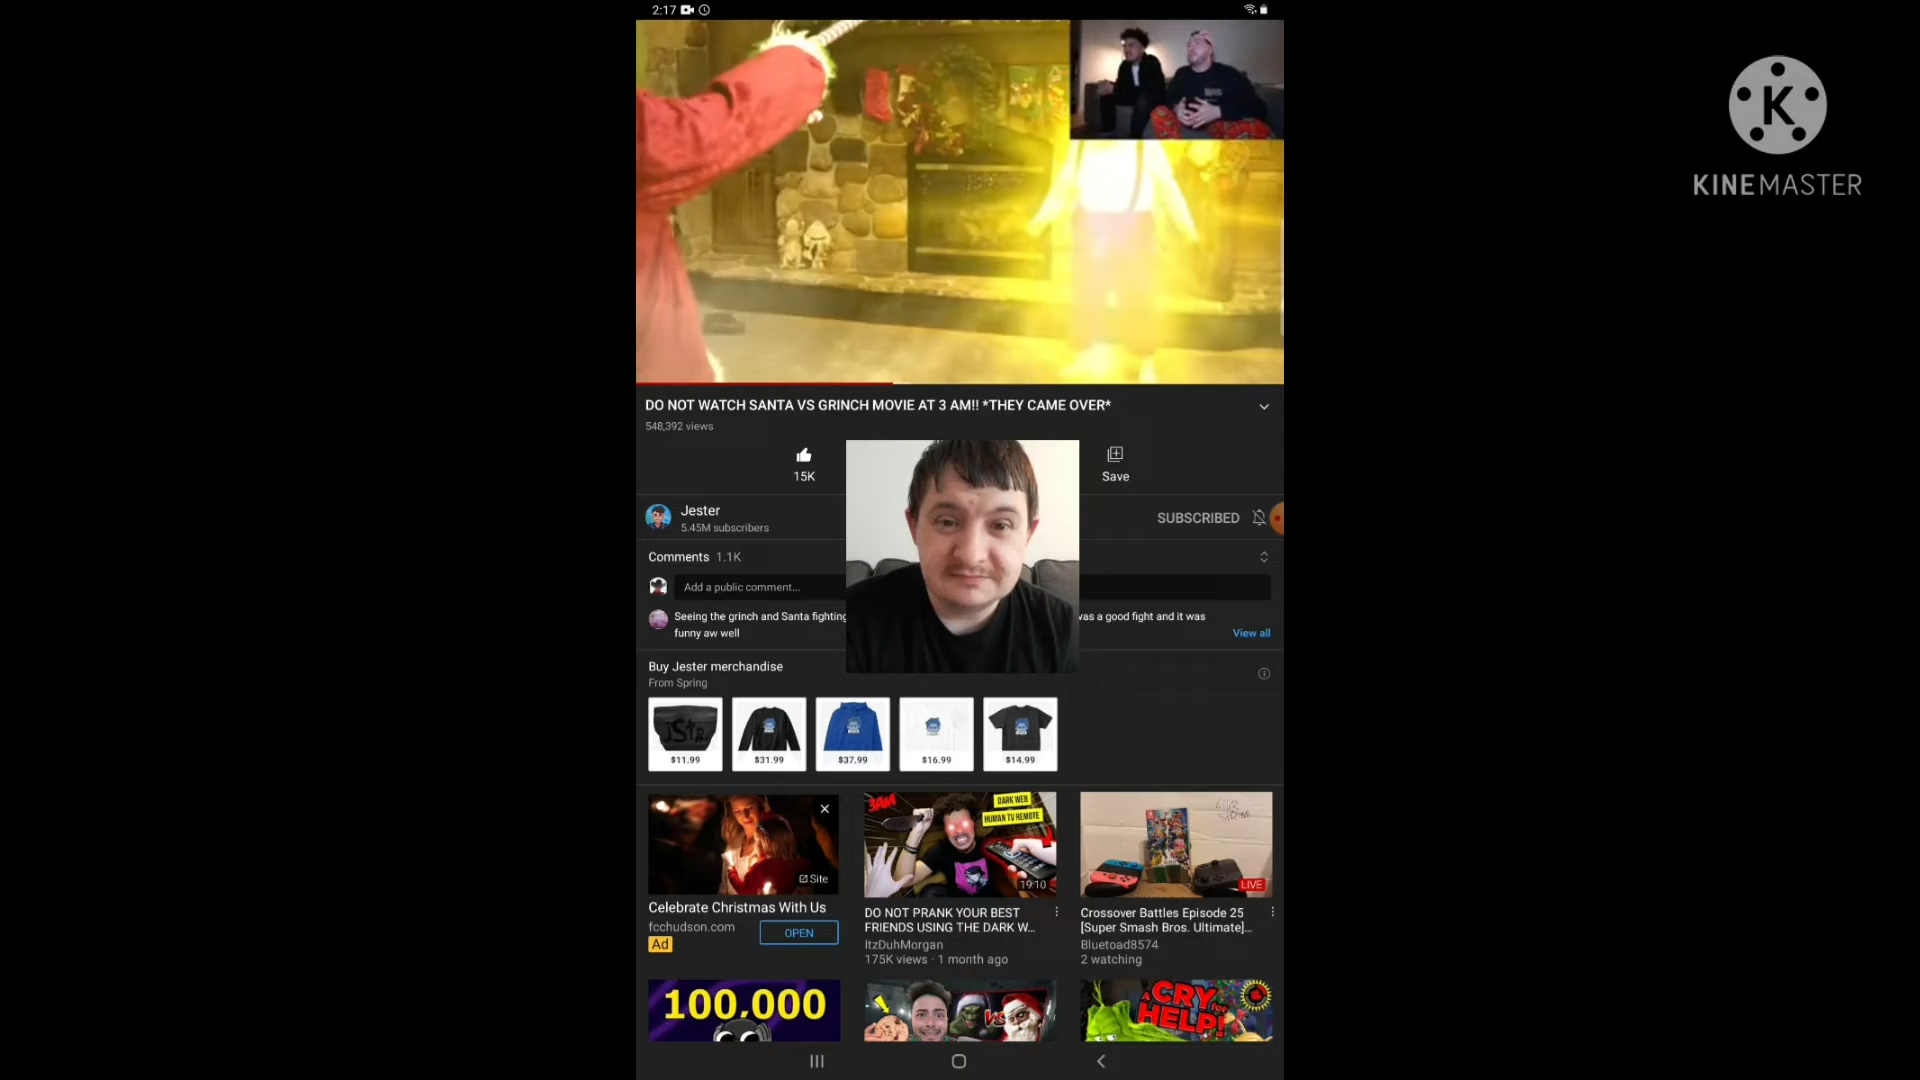 2:17
KINEMASTER
DO NOT WATCH SANTA VS GRINCH MOVIE AT 3 AM!! *THEY CAME OVER*
548,392 views
15K
Save
Jester
5.45M subscribers
SUBSCRIBED
Comments 1.1K
Add a public comment...
Seeing the grinch and Santa fighting
was a good fight and it was
funny aw well
View all
Buy Jester merchandise
From Spring
$11.99
$31.99
$37.99
$16.99
$14.99
Site
Celebrate Christmas With Us
fcchudson.com
Ad
OPEN
3AM
DARK WEB
HUMAN TV REMOTE
19:10
DO NOT PRANK YOUR BEST
FRIENDS USING THE DARK W...
ItzDuhMorgan
175K views · 1 month ago
LIVE
Crossover Battles Episode 25
[Super Smash Bros. Ultimate]...
Bluetoad8574
2 watching
100,000
VS
A CRY for
HELP!